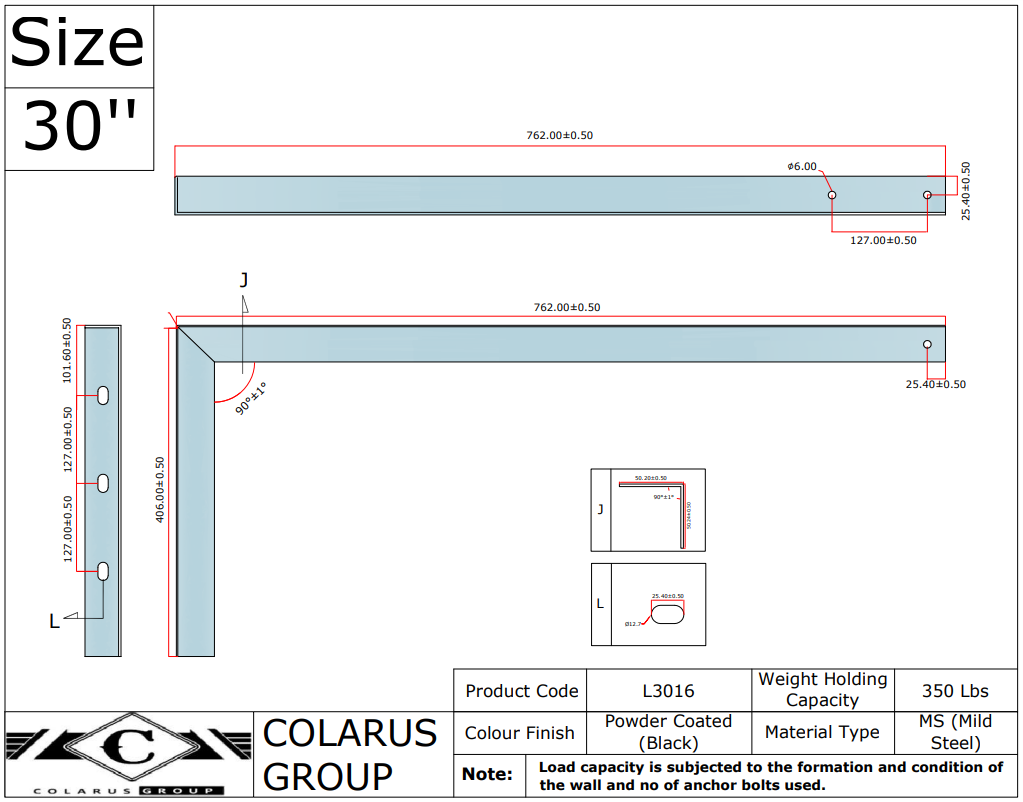 Size
30''
762.00±0.50
ø6.00
25.40±0.50
127.00±0.50
J
762.00±0.50
101.60±0.50
127.00±0.50
127.00±0.50
L
406.00±0.50
90°±1°
25.40±0.50
J
50.20±0.50
90°±1°
50.24±0.50
L
25.40±0.50
Ø12.7
Product Code
L3016
Weight Holding
Capacity
350 Lbs
Colour Finish
Powder Coated
(Black)
Material Type
MS (Mild
Steel)
Note:
Load capacity is subjected to the formation and condition of
the wall and no of anchor bolts used.
C
COLARUS GROUP
COLARUS
GROUP